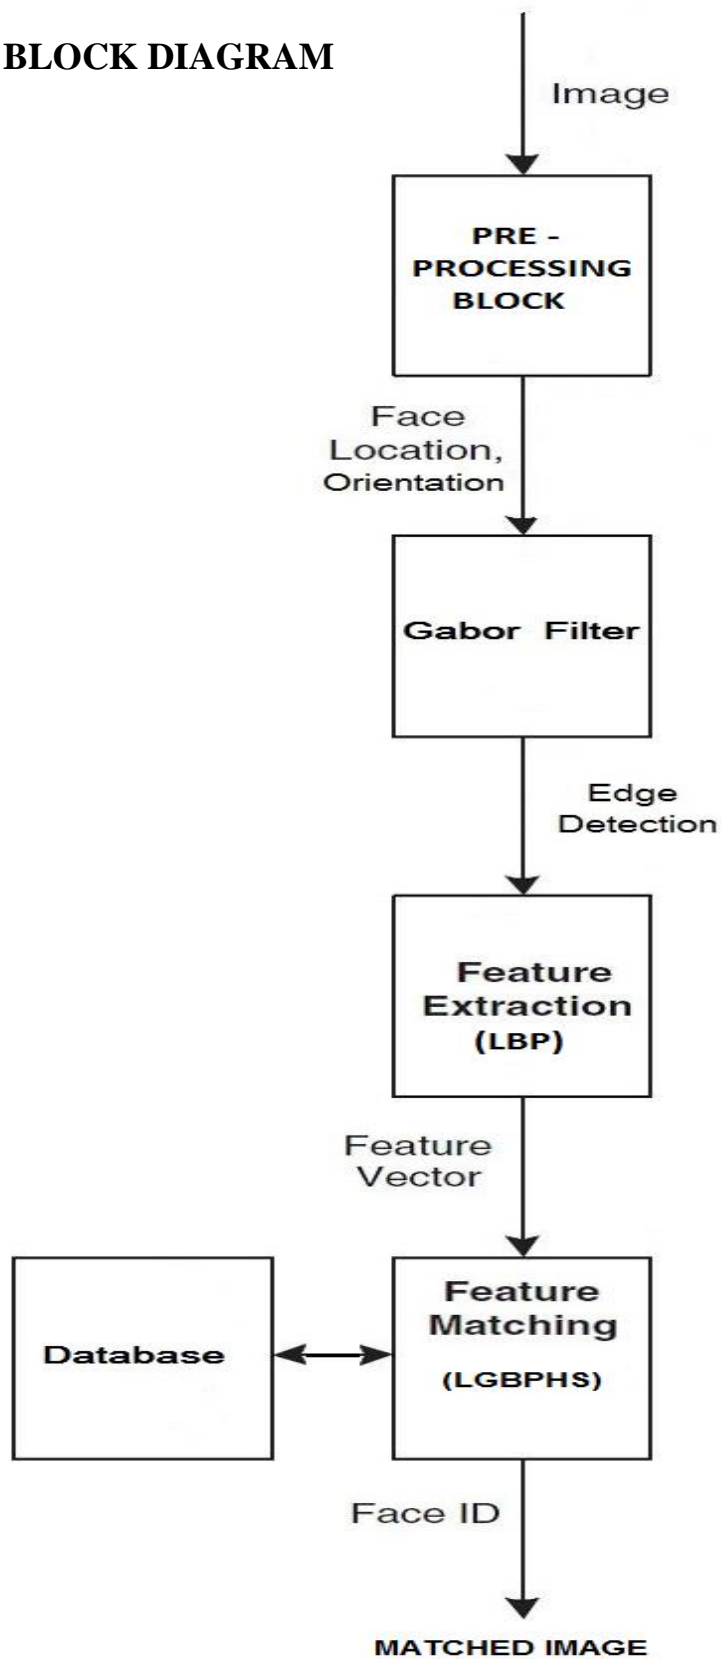 BLOCK DIAGRAM
Image
PRE -
PROCESSING
BLOCK
Face
Location,
Orientation
Gabor Filter
Edge
Detection
Feature
Extraction
(LBP)
Feature
Vector
Database
Feature
Matching
(LGBPHS)
Face ID
MATCHED IMAGE